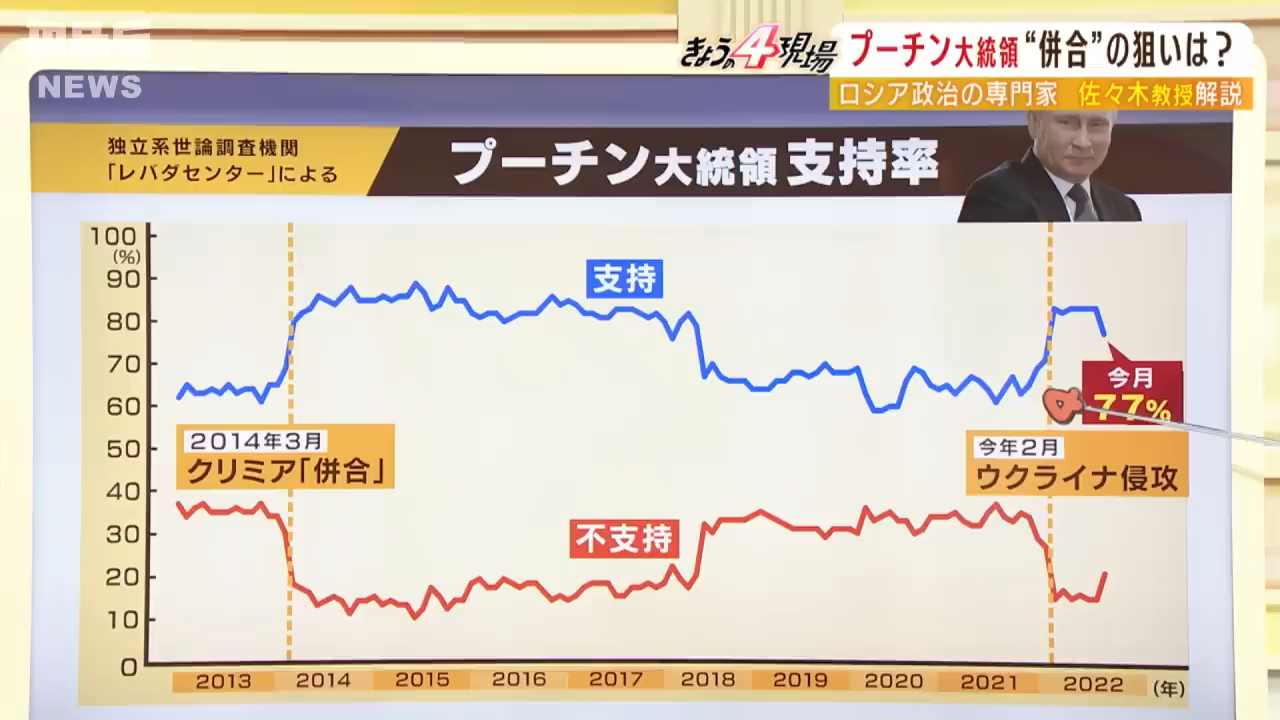 NEWS
きょうの4現場
プーチン大統領“併合”の狙いは？
ロシア政治の専門家 佐々木教授解説
独立系世論調査機関
「レバダセンター」による
プーチン大統領 支持率
100
(%)
90
80
70
60
50
40
30
20
10
0
支持
今月
77%
2014年3月
クリミア「併合」
今年2月
ウクライナ侵攻
不支持
2013 2014 2015 2016 2017 2018 2019 2020 2021 2022 (年)